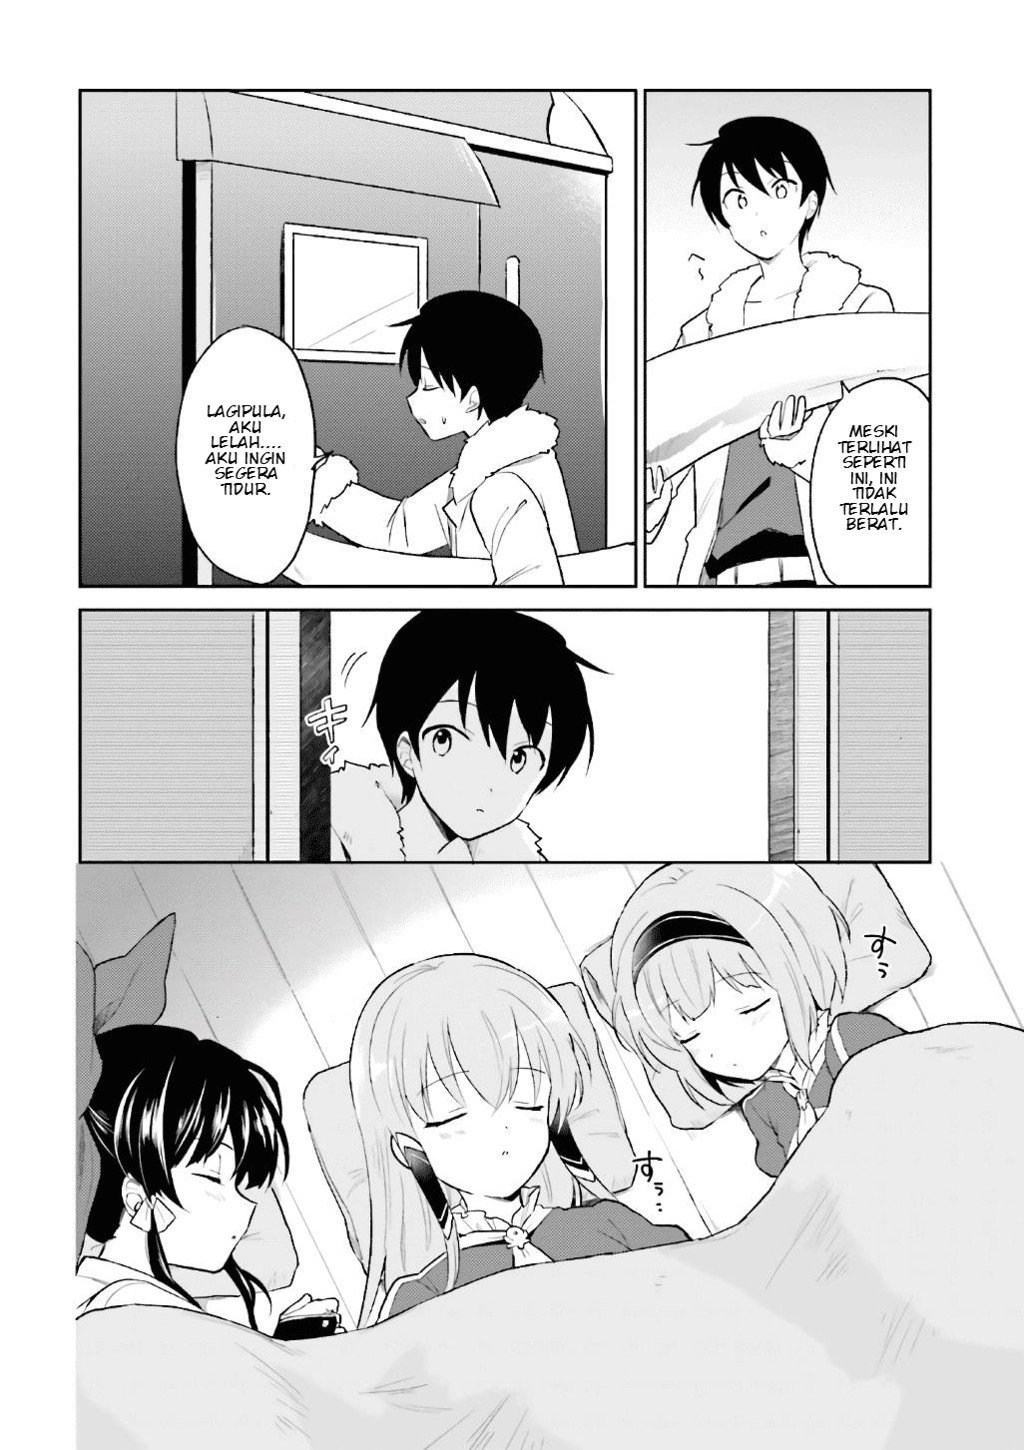 MESKI
TERLIHAT
SEPERTI
INI, INI
TIDAK
TERLALU
BERAT.
LAGIPULA,
AKU
LELAH....
AKU INGIN
SEGERA
TIDUR.
キィ
すぅ
すぅ..